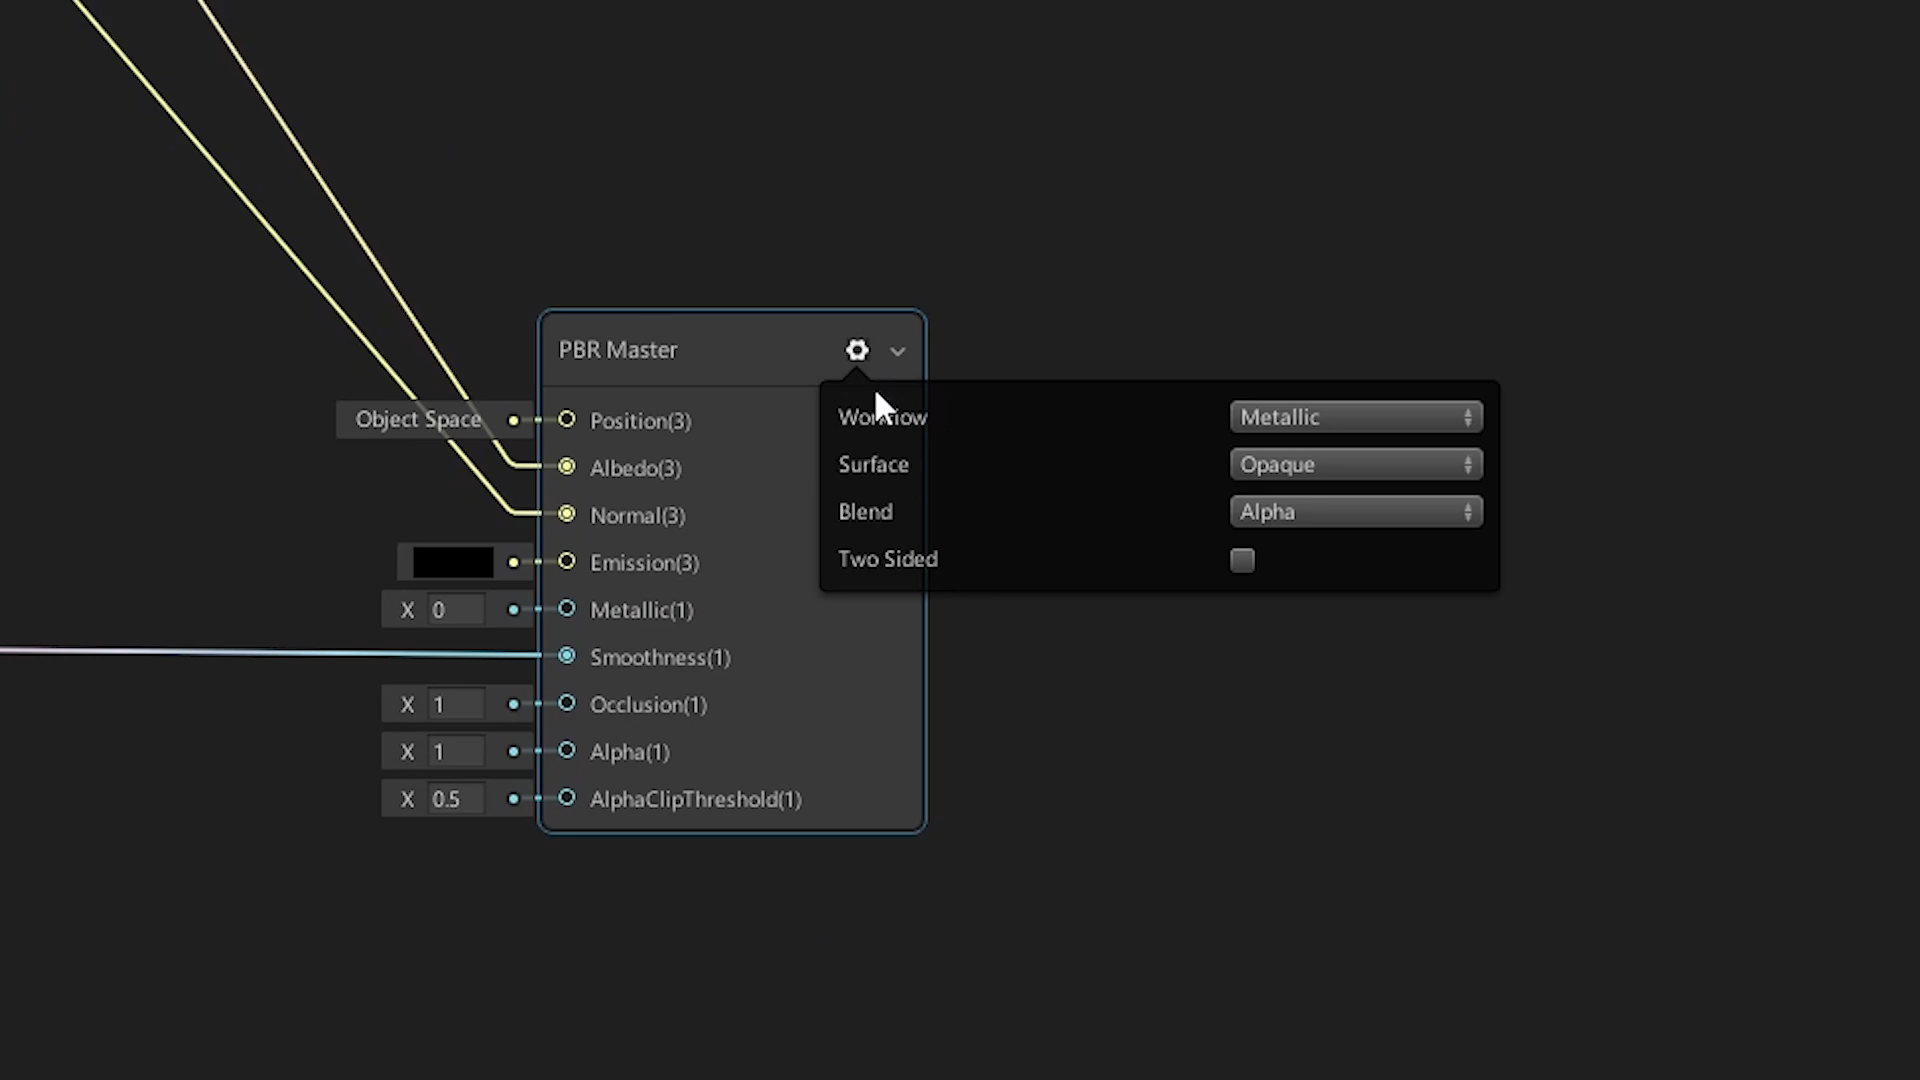 PBR Master
Object Space
Position(3)
Albedo(3)
Normal(3)
Emission(3)
X 0
Metallic(1)
Smoothness(1)
X 1
Occlusion(1)
X 1
Alpha(1)
X 0.5
AlphaClipThreshold(1)
Workflow
Metallic
Surface
Opaque
Blend
Alpha
Two Sided